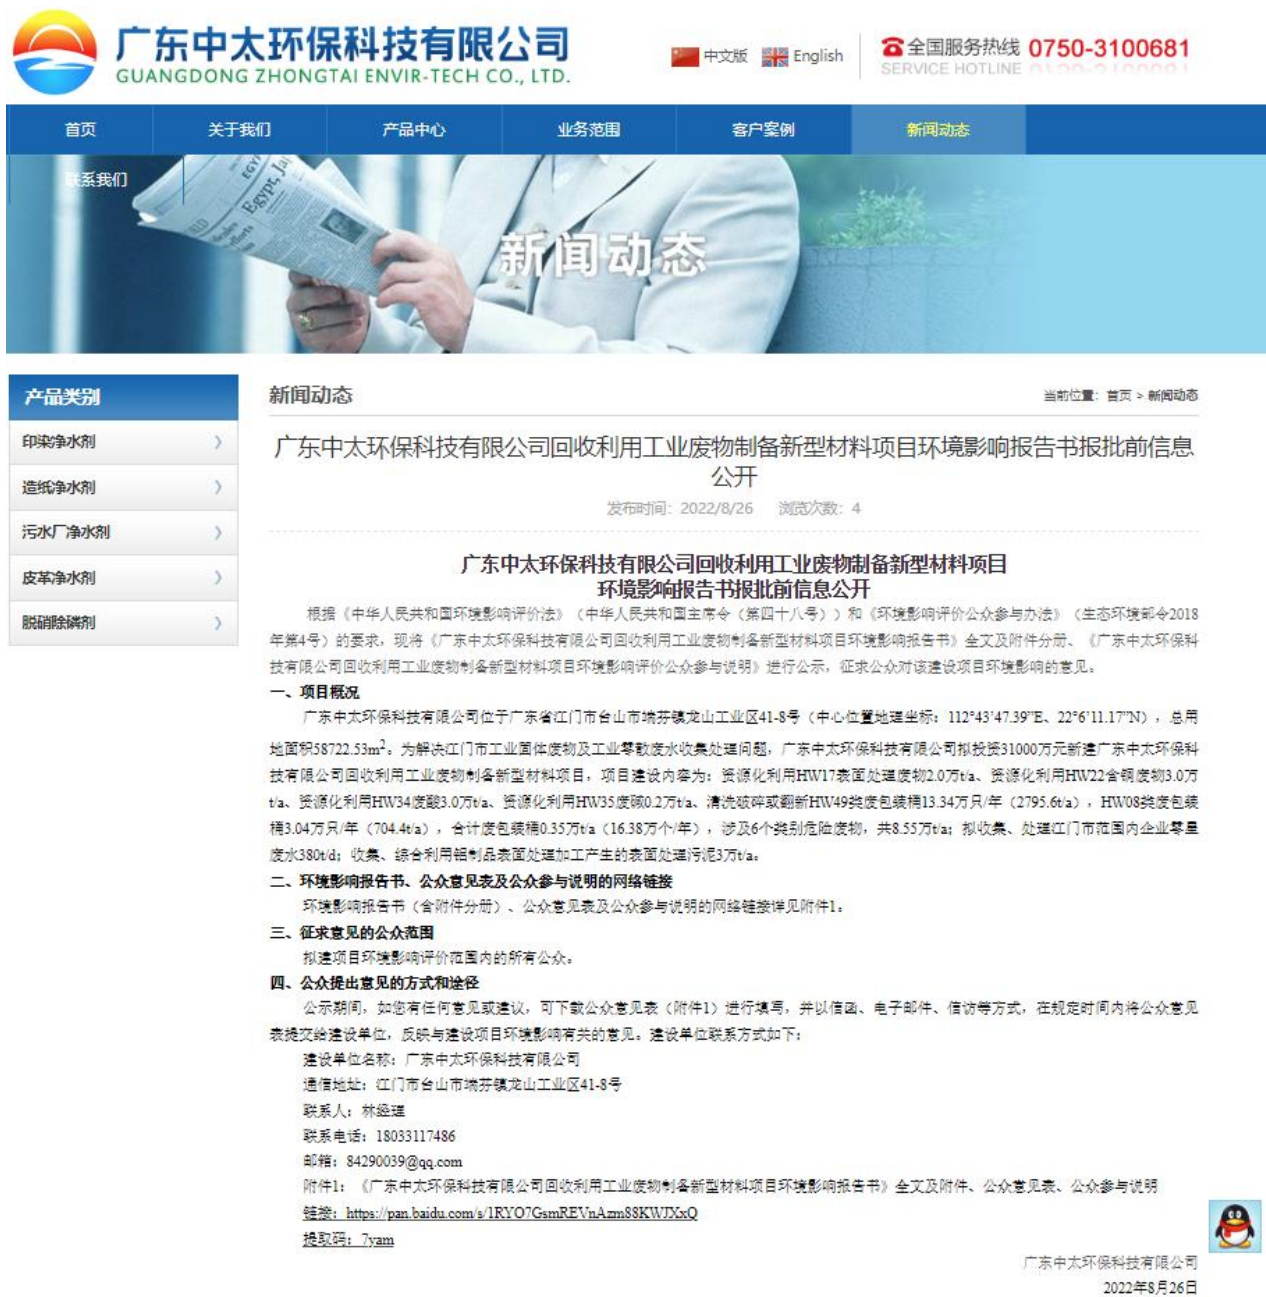 广东中太环保科技有限公司
GUANGDONG ZHONGTAI ENVIR-TECH CO., LTD.
中文版 English
全国服务热线 0750-3100681
SERVICE HOTLINE
首页 关于我们 产品中心 业务范围 客户案例 新闻动态
联系我们
新闻动态
产品类别
印染净水剂
造纸净水剂
污水厂净水剂
皮革净水剂
脱硝除磷剂
新闻动态
当前位置：首页 > 新闻动态
广东中太环保科技有限公司回收利用工业废物制备新型材料项目环境影响报告书报批前信息
公开
发布时间：2022/8/26 浏览次数：4
广东中太环保科技有限公司回收利用工业废物制备新型材料项目
环境影响报告书报批前信息公开
根据《中华人民共和国环境影响评价法》（中华人民共和国主席令（第四十八号））和《环境影响评价公众参与办法》（生态环境部令2018
年第4号）的要求，现将《广东中太环保科技有限公司回收利用工业废物制备新型材料项目环境影响报告书》全文及附件分册、《广东中太环保科
技有限公司回收利用工业废物制备新型材料项目环境影响评价公众参与说明》进行公示，征求公众对该建设项目环境影响的意见。
一、项目概况
广东中太环保科技有限公司位于广东省江门市台山市端芬镇龙山工业区41-8号（中心位置地理坐标：112°43'47.39"E、22°6'11.17"N），总用
地面积58722.53m²。为解决江门市工业固体废物及工业零散废水收集处理问题，广东中太环保科技有限公司拟投资31000万元新建广东中太环保科
技有限公司回收利用工业废物制备新型材料项目，项目建设内容为：资源化利用HW17表面处理废物2.0万t/a、资源化利用HW22含铜废物3.0万
t/a、资源化利用HW34废酸3.0万t/a、资源化利用HW35废碱0.2万t/a、清洗破碎或翻新HW49类废包装桶13.34万只/年（2795.6t/a），HW08类废包装
桶3.04万只/年（704.4t/a），合计废包装桶0.35万t/a（16.38万个/年），涉及6个类别危险废物，共8.55万t/a；拟收集、处理江门市范围内企业零星
废水380t/d；收集、综合利用铝制品表面处理加工产生的表面处理污泥3万t/a。
二、环境影响报告书、公众意见表及公众参与说明的网络链接
环境影响报告书（含附件分册）、公众意见表及公众参与说明的网络链接详见附件1。
三、征求意见的公众范围
拟建项目环境影响评价范围内的所有公众。
四、公众提出意见的方式和途径
公示期间，如您有任何意见或建议，可下载公众意见表（附件1）进行填写，并以信函、电子邮件、信访等方式，在规定时间内将公众意见
表提交给建设单位，反映与建设项目环境影响有关的意见。建设单位联系方式如下：
建设单位名称：广东中太环保科技有限公司
通信地址：江门市台山市端芬镇龙山工业区41-8号
联系人：林经理
联系电话：18033117486
邮箱：84290039@qq.com
附件1：《广东中太环保科技有限公司回收利用工业废物制备新型材料项目环境影响报告书》全文及附件、公众意见表、公众参与说明
链接：https://pan.baidu.com/s/1RYO7GsmREVnAzm88KWJXxQ
提取码：7yam
广东中太环保科技有限公司
2022年8月26日